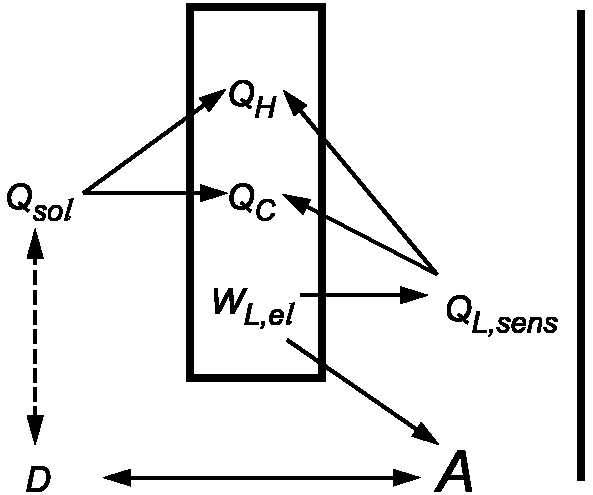 Q_H
Q_sol
Q_C
W_L,el
Q_L,sens
D
A